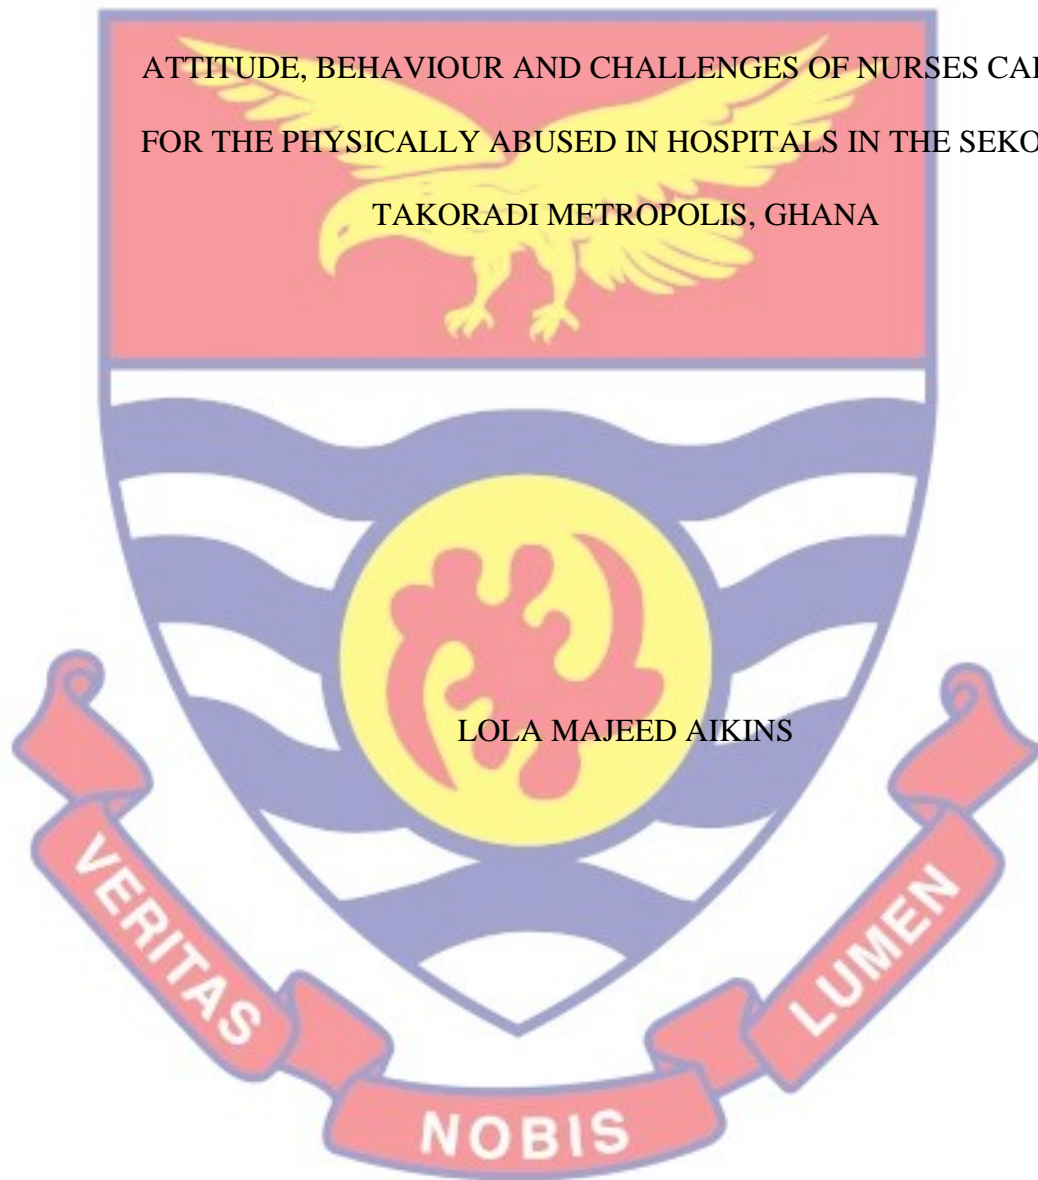 ATTITUDE, BEHAVIOUR AND CHALLENGES OF NURSES CA
FOR THE PHYSICALLY ABUSED IN HOSPITALS IN THE SEKO
TAKORADI METROPOLIS, GHANA
LOLA MAJEED AIKINS
VERITAS
NOBIS
LUMEN